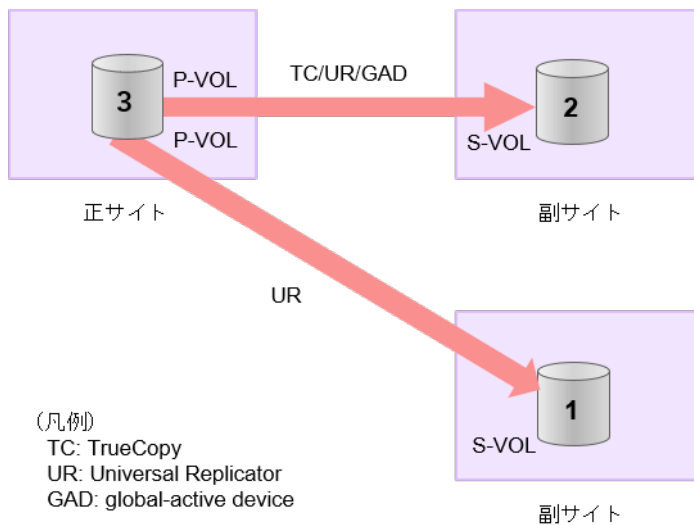 P-VOL
TC/UR/GAD
3
2
P-VOL
S-VOL
正サイト
副サイト
UR
1
S-VOL
(凡例)
TC: TrueCopy
UR: Universal Replicator
GAD: global-active device
副サイト